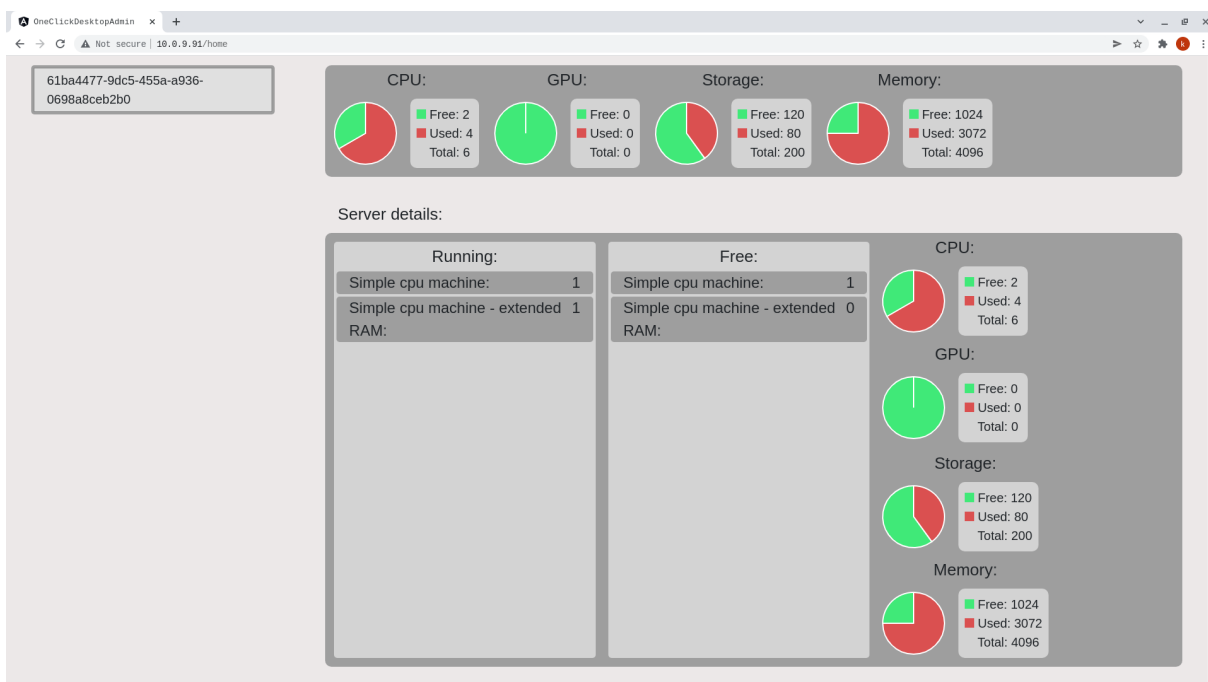 OneClickDesktopAdmin
Not secure
10.0.9.91/home
k
61ba4477-9dc5-455a-a936-
0698a8ceb2b0
CPU:
Free: 2
Used: 4
Total: 6
GPU:
Free: 0
Used: 0
Total: 0
Storage:
Free: 120
Used: 80
Total: 200
Memory:
Free: 1024
Used: 3072
Total: 4096
Server details:
Running:
Simple cpu machine: 1
Simple cpu machine - extended 1
RAM:
Free:
Simple cpu machine: 1
Simple cpu machine - extended 0
RAM:
CPU:
Free: 2
Used: 4
Total: 6
GPU:
Free: 0
Used: 0
Total: 0
Storage:
Free: 120
Used: 80
Total: 200
Memory:
Free: 1024
Used: 3072
Total: 4096